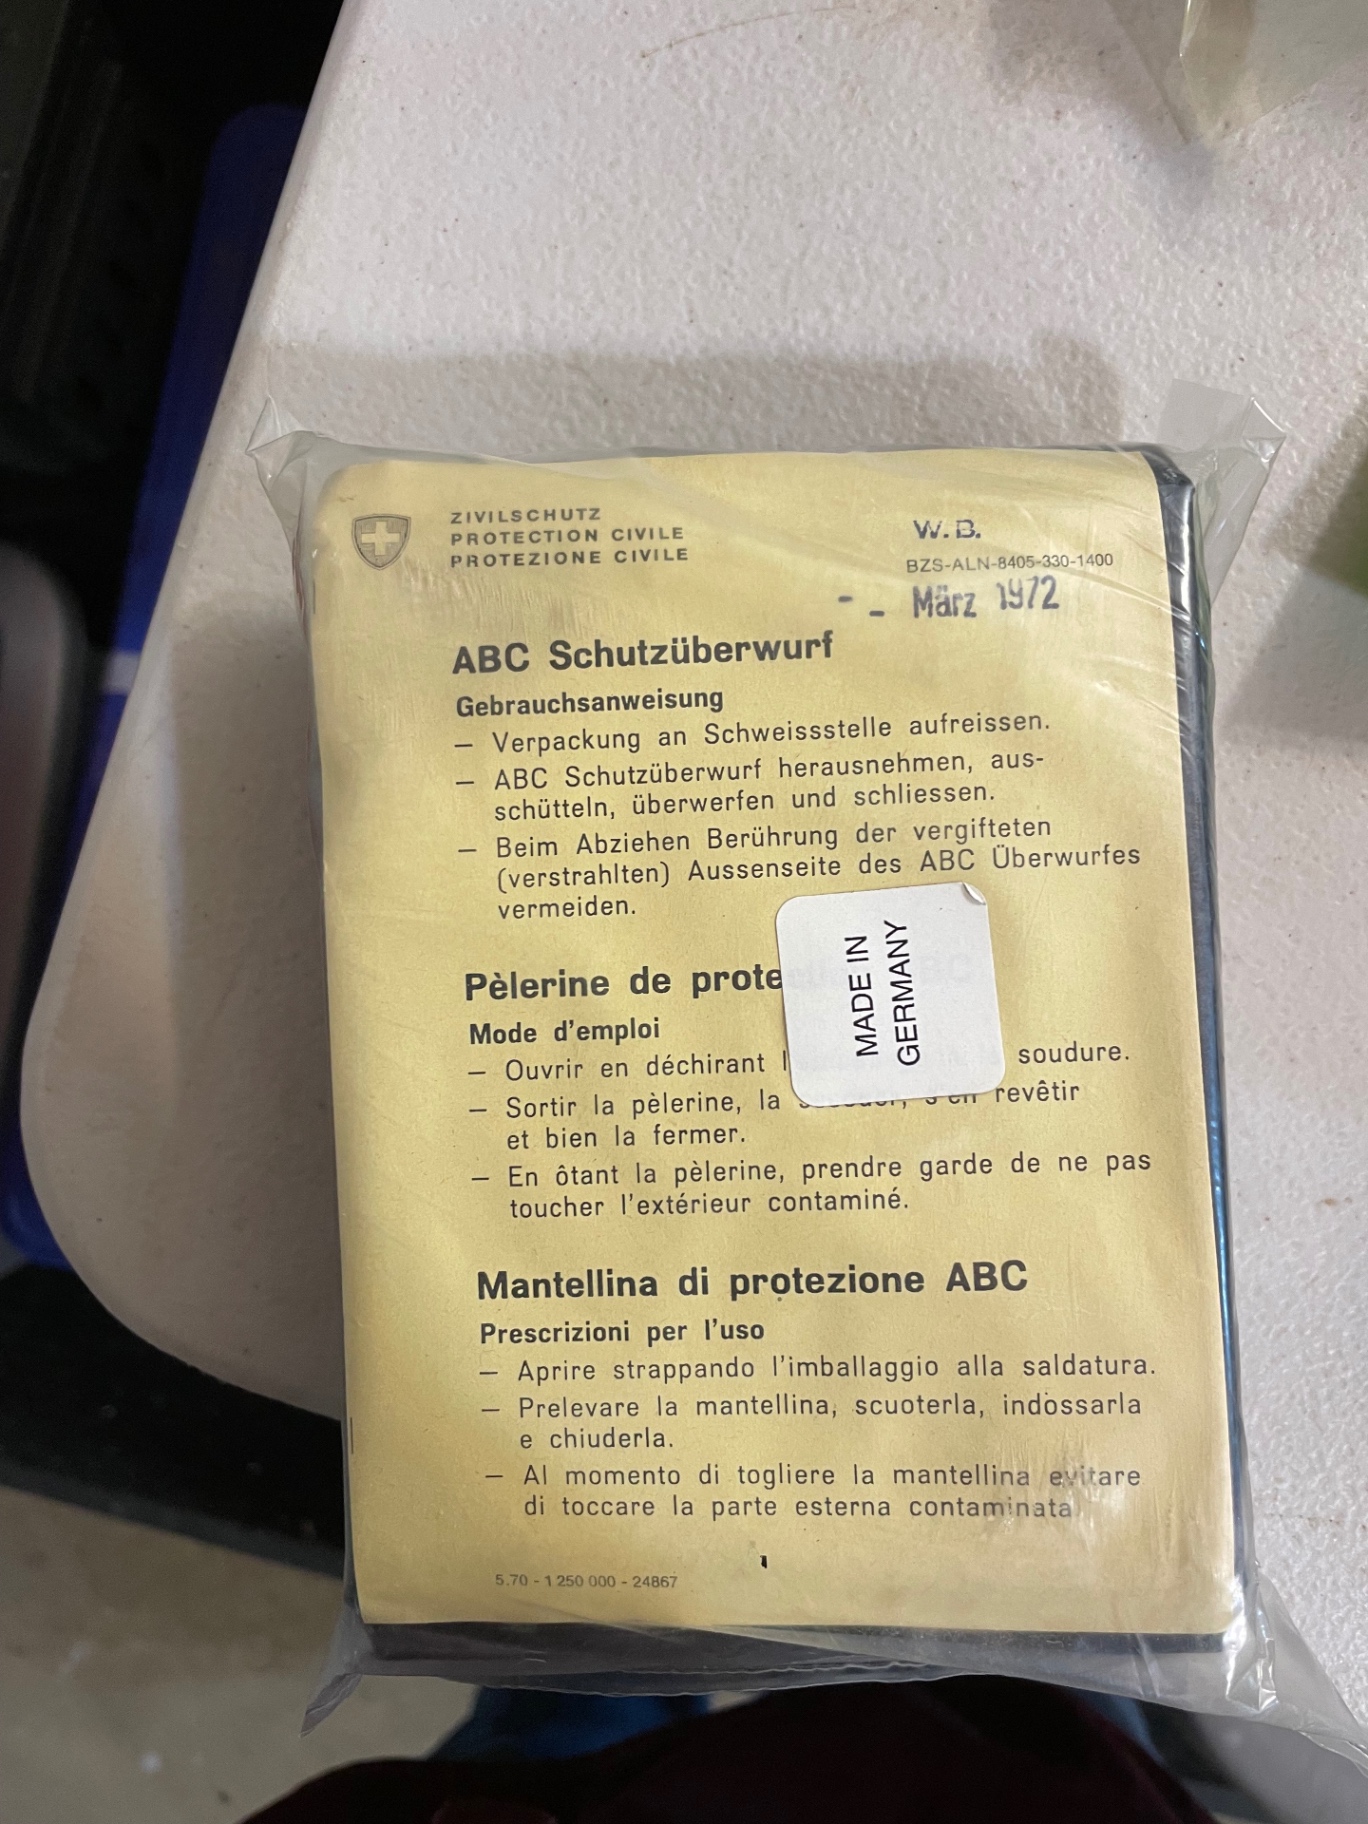 ZIVILSCHUTZ
PROTECTION CIVILE
PROTEZIONE CIVILE
W.B.
BZS-ALN-8405-330-1400
- - März 1972
ABC Schutzüberwurf
Gebrauchsanweisung
— Verpackung an Schweissstelle aufreissen.
— ABC Schutzüberwurf herausnehmen, aus-
schütteln, überwerfen und schliessen.
— Beim Abziehen Berührung der vergifteten
(verstrahlten) Aussenseite des ABC Überwurfes
vermeiden.
MADE IN
GERMANY
Pèlerine de prote
Mode d'emploi
— Ouvrir en déchirant soudure.
— Sortir la pèlerine, la s'en revêtir
et bien la fermer.
— En ôtant la pèlerine, prendre garde de ne pas
toucher l'extérieur contaminé.
Mantellina di protezione ABC
Prescrizioni per l'uso
— Aprire strappando l'imballaggio alla saldatura.
— Prelevare la mantellina, scuoterla, indossarla
e chiuderla.
— Al momento di togliere la mantellina evitare
di toccare la parte esterna contaminata
5.70 - 1 250 000 - 24867